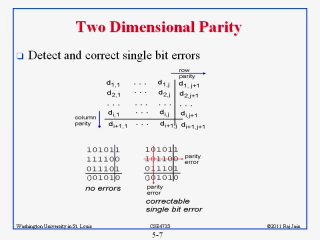 Two Dimensional Parity
Detect and correct single bit errors
row
parity
d1,1 . . . d1,j d1, j+1
d2,1 . . . d2,j d2,j+1
. . . . . . . . . . . .
column
parity
di,1 . . . di,j di,j+1
di+1,1 . . . di+1,j di+1,j+1
101011 101011
111100 101100
parity
error
011101 011101
001010 001010
no errors
parity
error
correctable
single bit error
Washington University in St. Louis CSE473S ©2011 Raj Jain
5-7